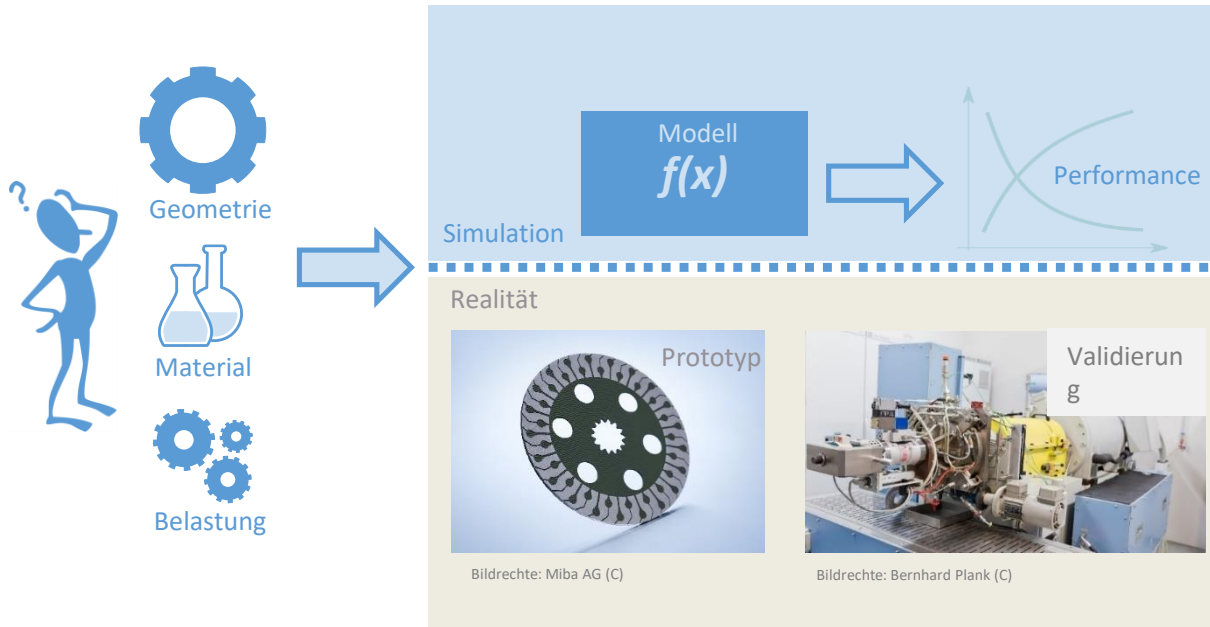 ?
Geometrie
Material
Belastung
Simulation
Modell
f(x)
Performance
Realität
Prototyp
Validierun
g
Bildrechte: Miba AG (C)
Bildrechte: Bernhard Plank (C)